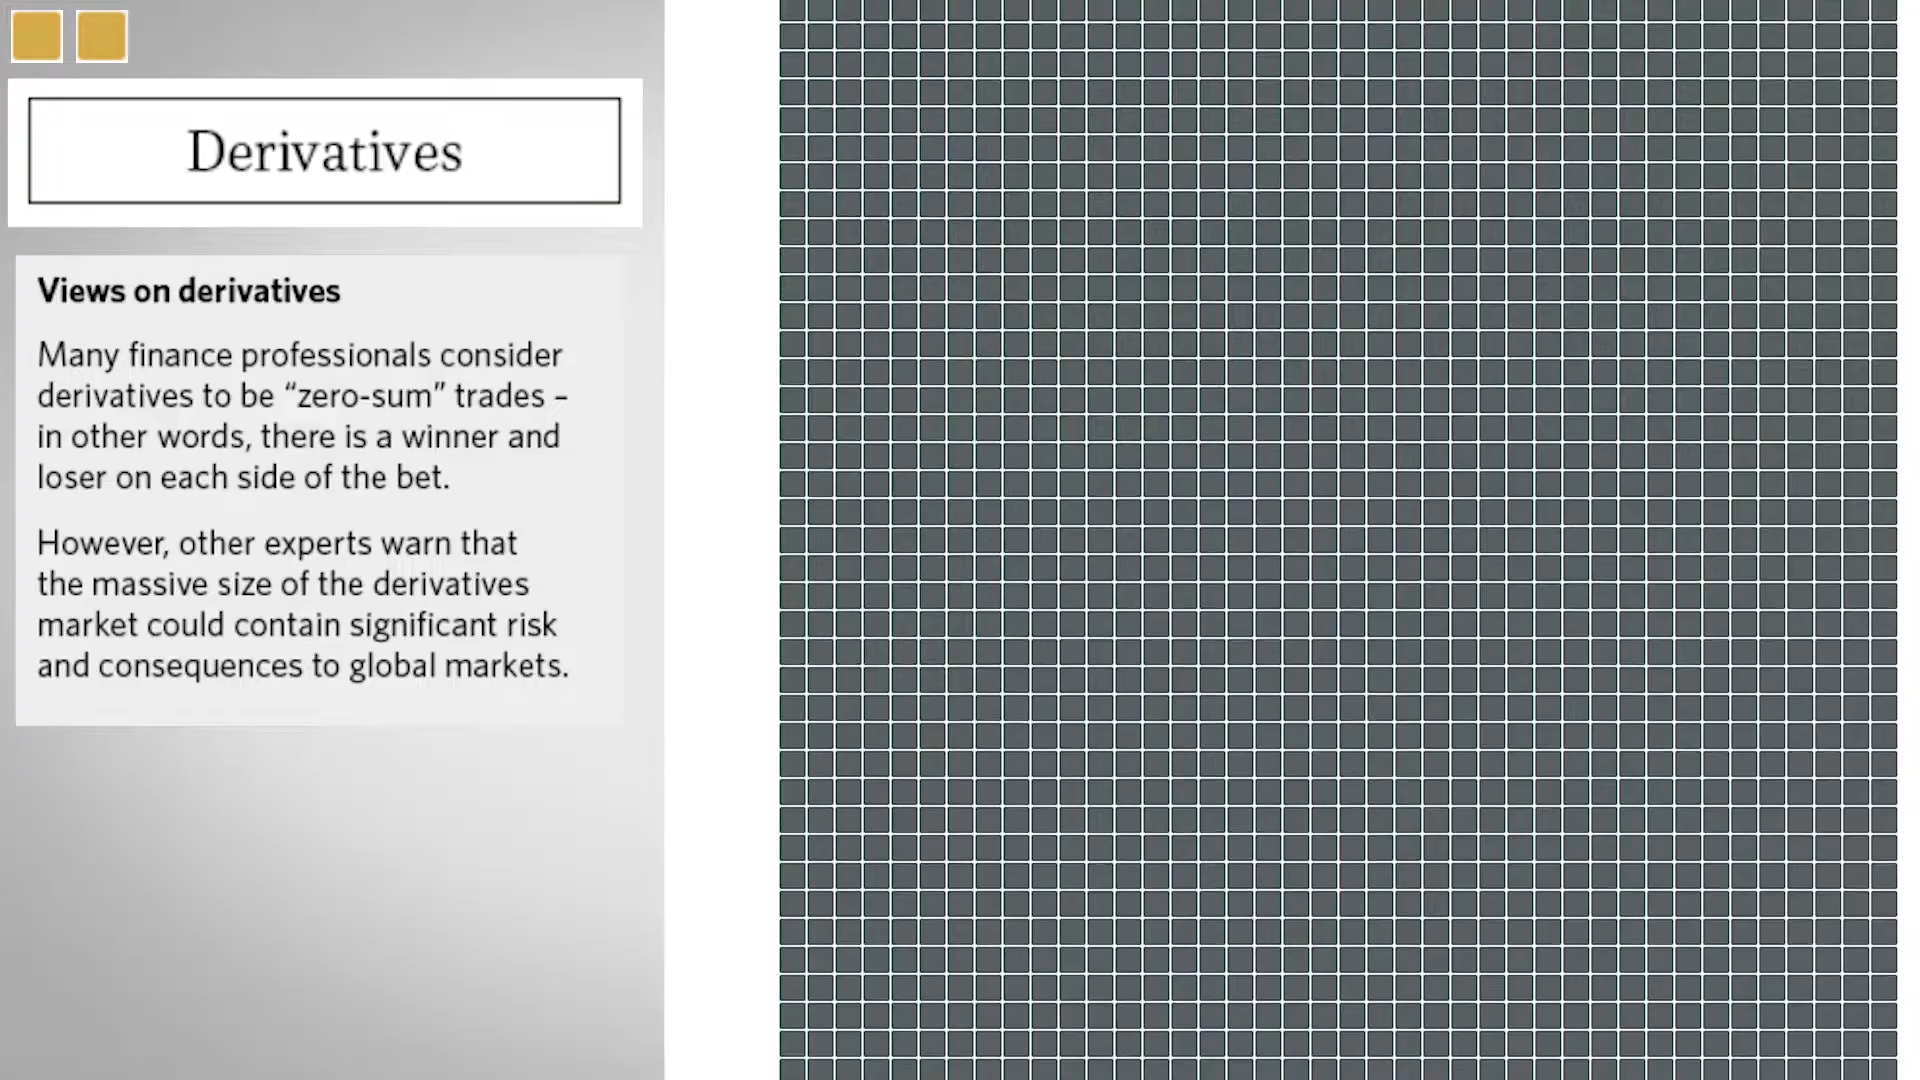 Derivatives
Views on derivatives
Many finance professionals consider
derivatives to be “zero-sum” trades –
in other words, there is a winner and
loser on each side of the bet.
However, other experts warn that
the massive size of the derivatives
market could contain significant risk
and consequences to global markets.